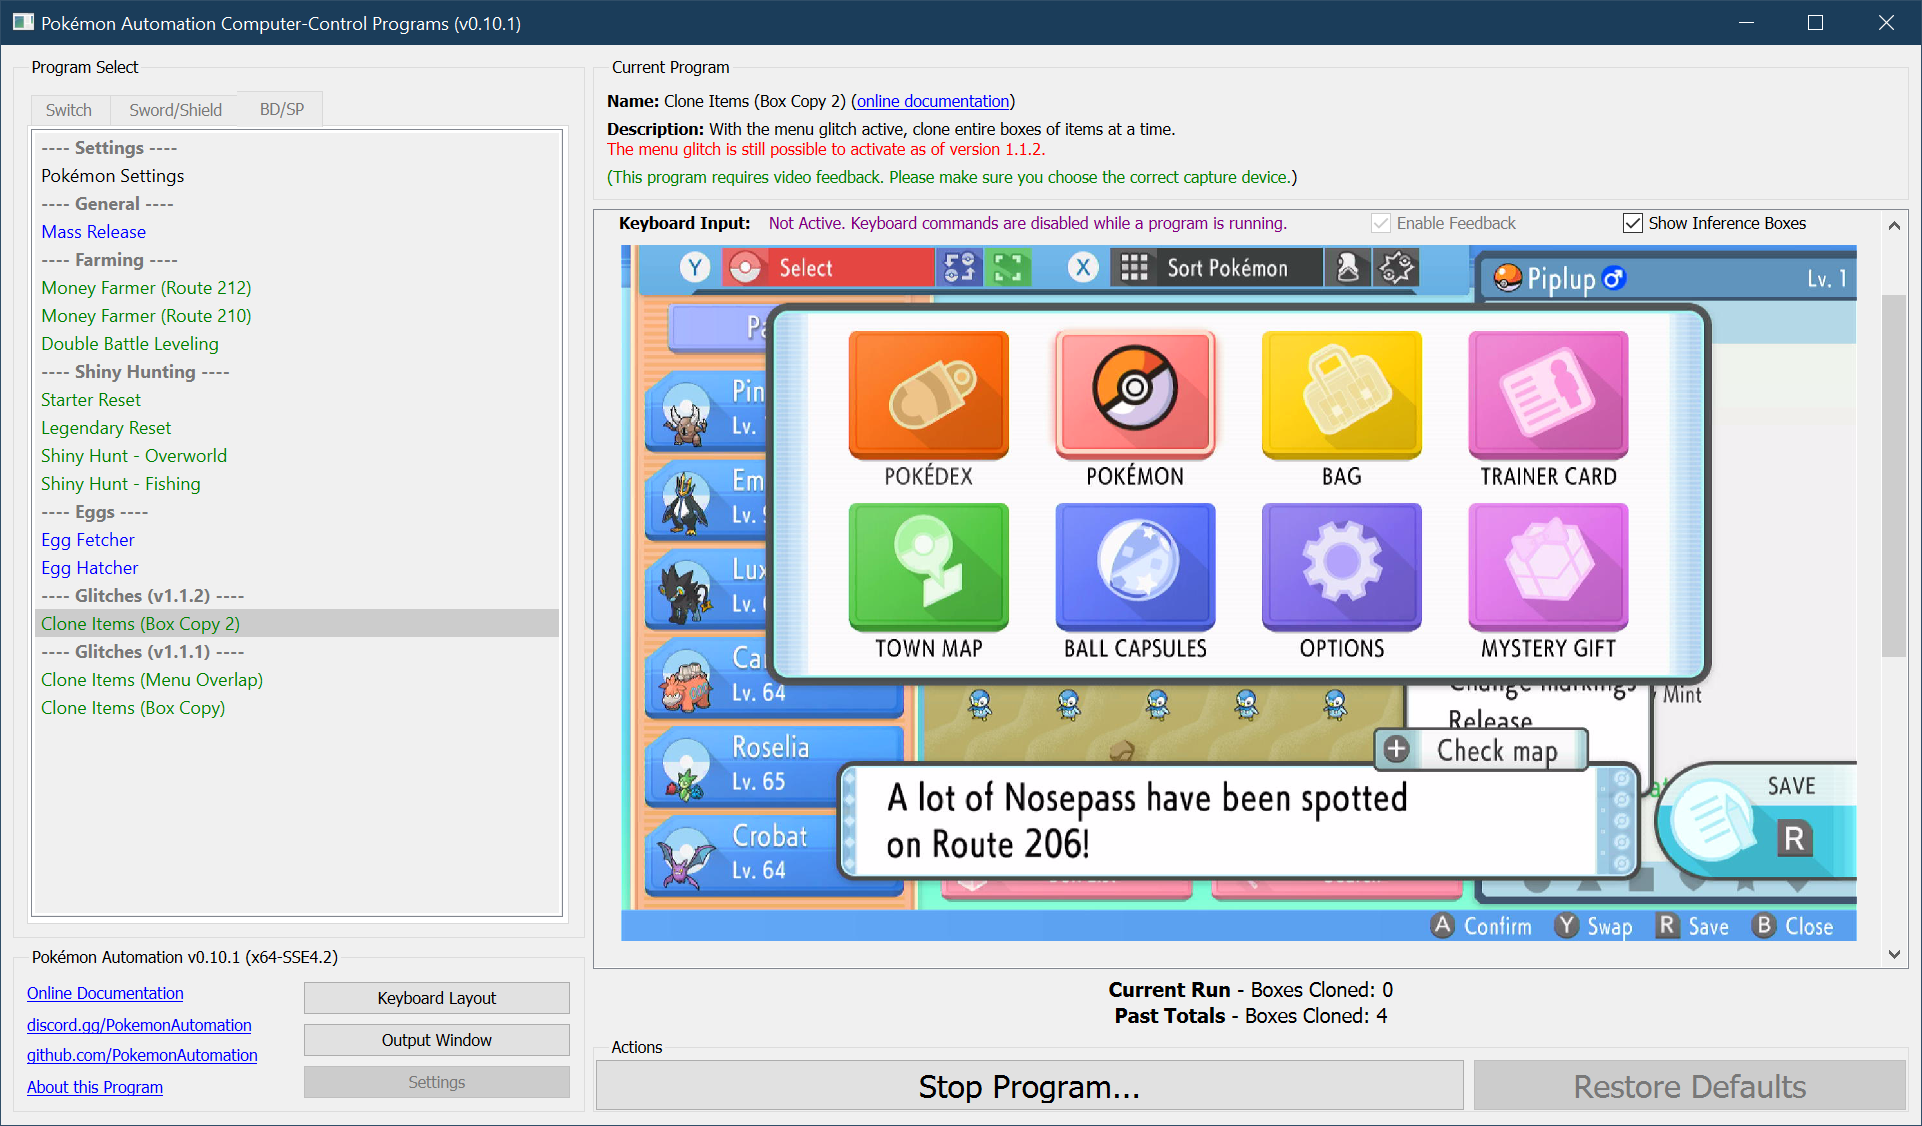 Pokémon Automation Computer-Control Programs (v0.10.1)
Program Select
Switch
Sword/Shield
BD/SP
---- Settings ----
Pokémon Settings
---- General ----
Mass Release
---- Farming ----
Money Farmer (Route 212)
Money Farmer (Route 210)
Double Battle Leveling
---- Shiny Hunting ----
Starter Reset
Legendary Reset
Shiny Hunt - Overworld
Shiny Hunt - Fishing
---- Eggs ----
Egg Fetcher
Egg Hatcher
---- Glitches (v1.1.2) ----
Clone Items (Box Copy 2)
---- Glitches (v1.1.1) ----
Clone Items (Menu Overlap)
Clone Items (Box Copy)
Pokémon Automation v0.10.1 (x64-SSE4.2)
Online Documentation
discord.gg/PokemonAutomation
github.com/PokemonAutomation
About this Program
Keyboard Layout
Output Window
Settings
Current Program
Name: Clone Items (Box Copy 2) (online documentation)
Description: With the menu glitch active, clone entire boxes of items at a time.
The menu glitch is still possible to activate as of version 1.1.2.
(This program requires video feedback. Please make sure you choose the correct capture device.)
Keyboard Input: Not Active. Keyboard commands are disabled while a program is running.
Enable Feedback
Show Inference Boxes
Y Select
X Sort Pokémon
Piplup ♂ Lv. 1
Pa
Pin
Lv.
Em
Lv.
Lux
Lv.
Ca
Lv. 64
Roselia
Lv. 65
Crobat
Lv. 64
POKÉDEX
POKÉMON
BAG
TRAINER CARD
TOWN MAP
BALL CAPSULES
OPTIONS
MYSTERY GIFT
Change markings
Mint
Release
+ Check map
A lot of Nosepass have been spotted
on Route 206!
SAVE
R
A Confirm
Y Swap
R Save
B Close
Current Run - Boxes Cloned: 0
Past Totals - Boxes Cloned: 4
Actions
Stop Program...
Restore Defaults